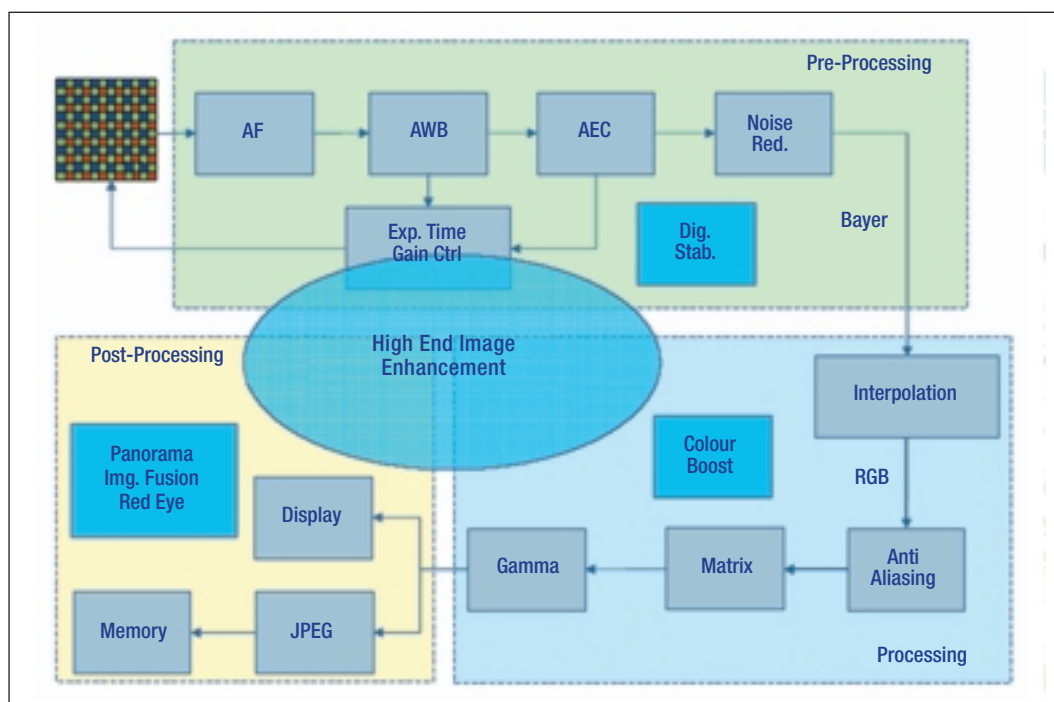 Pre-Processing
AF
AWB
AEC
Noise
Red.
Exp. Time
Gain Ctrl
Dig.
Stab.
Bayer
High End Image
Enhancement
Post-Processing
Interpolation
Panorama
Img. Fusion
Red Eye
Colour
Boost
RGB
Display
Gamma
Matrix
Anti
Aliasing
Memory
JPEG
Processing